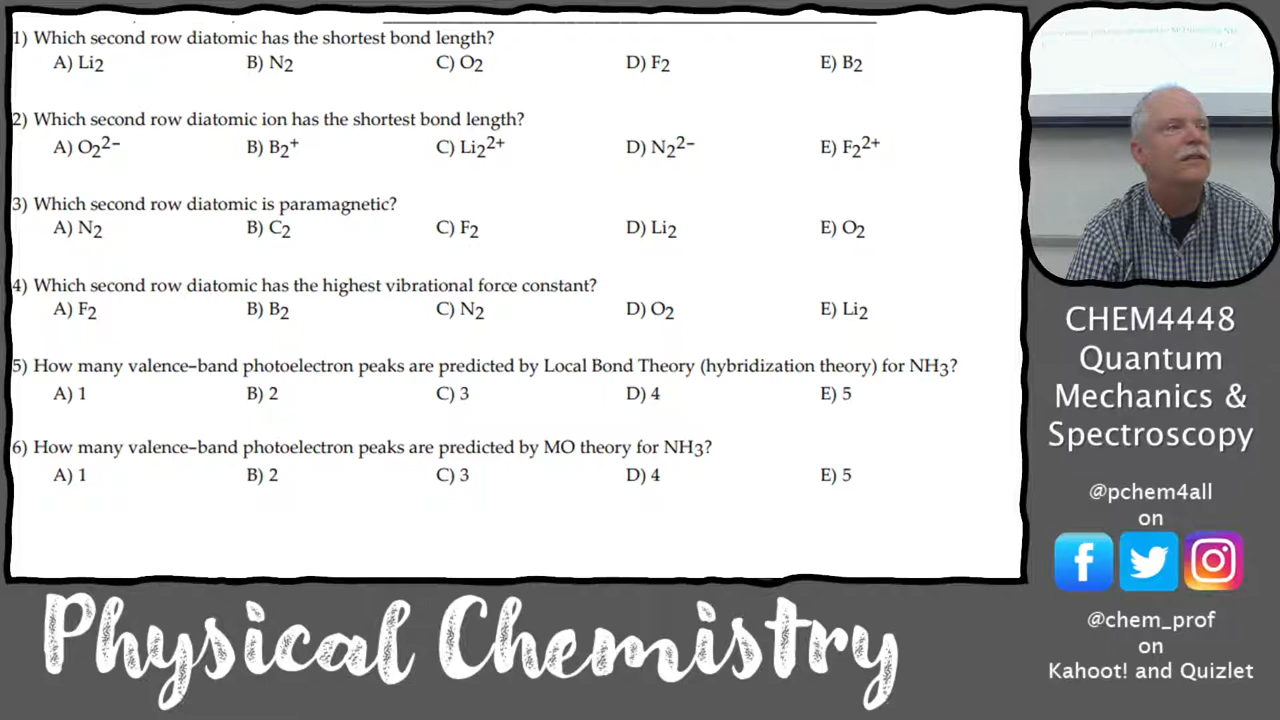 1) Which second row diatomic has the shortest bond length?
A) Li2 B) N2 C) O2 D) F2 E) B2
2) Which second row diatomic ion has the shortest bond length?
A) O2²⁻ B) B2⁺ C) Li2²⁺ D) N2²⁻ E) F2²⁺
3) Which second row diatomic is paramagnetic?
A) N2 B) C2 C) F2 D) Li2 E) O2
4) Which second row diatomic has the highest vibrational force constant?
A) F2 B) B2 C) N2 D) O2 E) Li2
5) How many valence–band photoelectron peaks are predicted by Local Bond Theory (hybridization theory) for NH3?
A) 1 B) 2 C) 3 D) 4 E) 5
6) How many valence–band photoelectron peaks are predicted by MO theory for NH3?
A) 1 B) 2 C) 3 D) 4 E) 5
CHEM4448
Quantum
Mechanics &
Spectroscopy
@pchem4all
on
@chem_prof
on
Kahoot! and Quizlet
Physical Chemistry